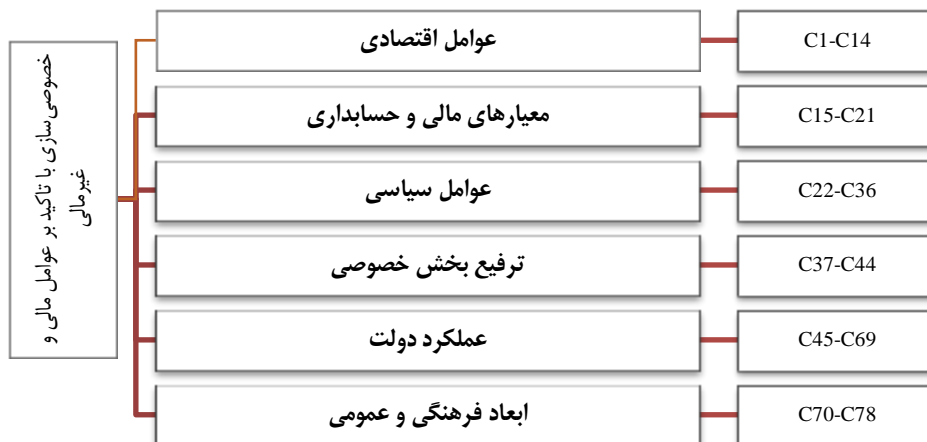 خصوصی‌سازی با تاکید بر عوامل مالی و
غیرمالی
عوامل اقتصادی
C1-C14
معیارهای مالی و حسابداری
C15-C21
عوامل سیاسی
C22-C36
ترفیع بخش خصوصی
C37-C44
عملکرد دولت
C45-C69
ابعاد فرهنگی و عمومی
C70-C78